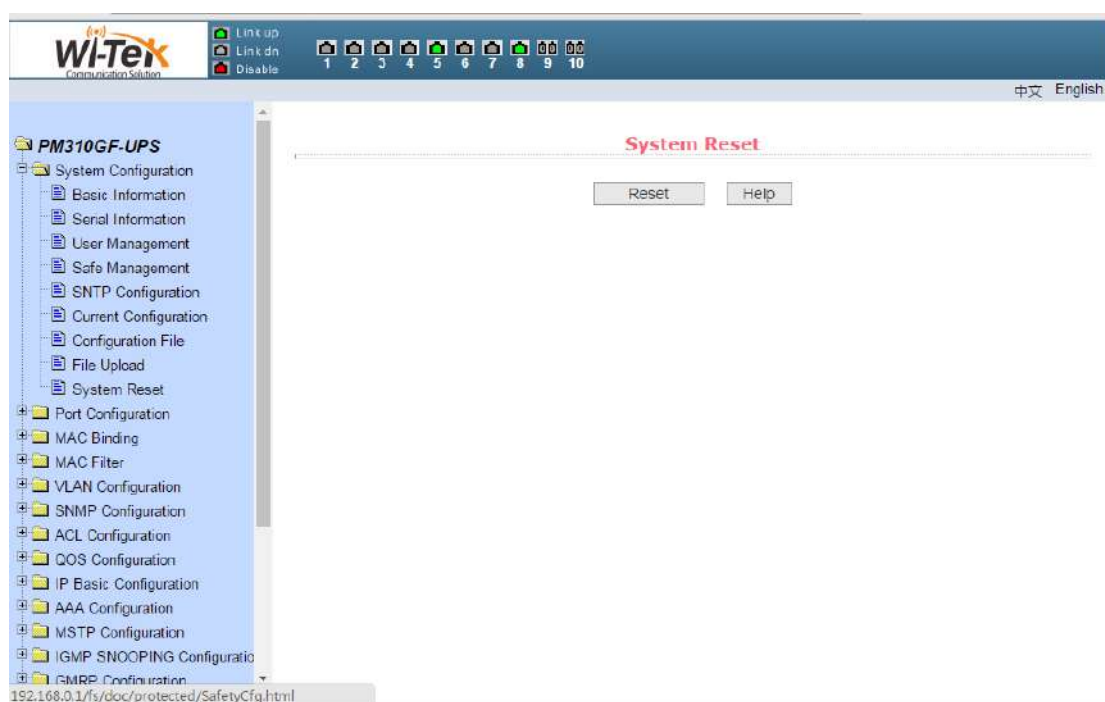 Wi-Tek
Communication Solution
Link up
Link dn
Disable
1 2 3 4 5 6 7 8 9 10
中文 English
PM310GF-UPS
System Configuration
Basic Information
Serial Information
User Management
Safe Management
SNTP Configuration
Current Configuration
Configuration File
File Upload
System Reset
Port Configuration
MAC Binding
MAC Filter
VLAN Configuration
SNMP Configuration
ACL Configuration
QOS Configuration
IP Basic Configuration
AAA Configuration
MSTP Configuration
IGMP SNOOPING Configuratio
GMRP Configuration
System Reset
Reset Help
192.168.0.1/fs/doc/protected/SafetyCfg.html